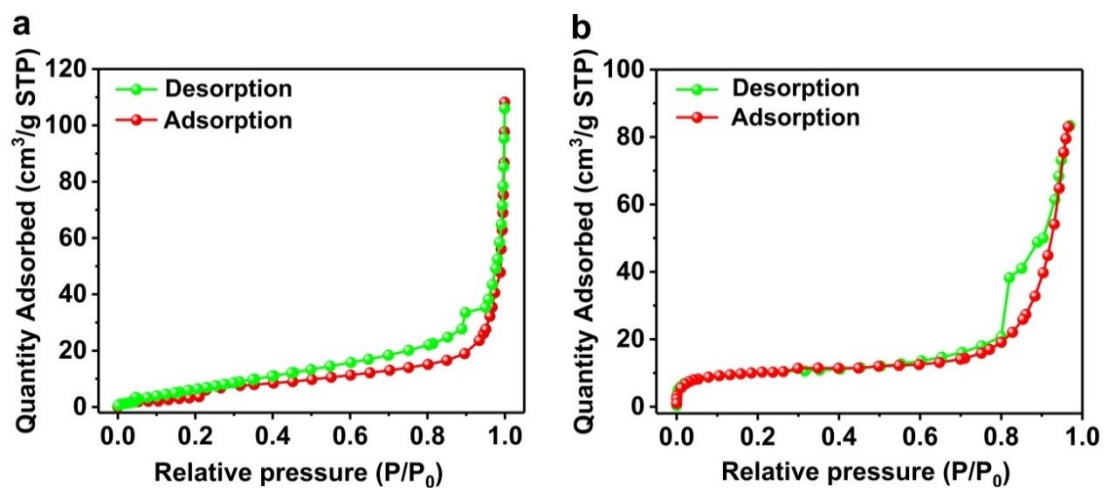 a
120
100
80
60
40
20
0
Quantity Adsorbed (cm³/g STP)
Desorption
Adsorption
0.0 0.2 0.4 0.6 0.8 1.0
Relative pressure (P/P₀)
b
100
80
60
40
20
0
Quantity Adsorbed (cm³/g STP)
Desorption
Adsorption
0.0 0.2 0.4 0.6 0.8 1.0
Relative pressure (P/P₀)